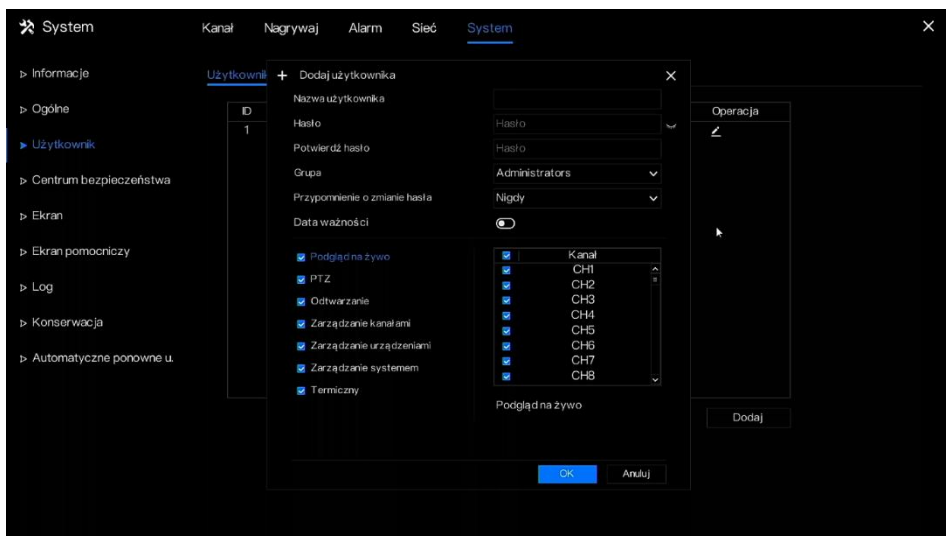 System
Kanał Nagrywaj Alarm Sieć System
Informacje
Ogólne
Użytkownik
Centrum bezpieczeństwa
Ekran
Ekran pomocniczy
Log
Konserwacja
Automatyczne ponowne u.
Użytkownik
ID Operacja
1
Dodaj użytkownika
Nazwa użytkownika
Hasło Hasło
Potwierdź hasło Hasło
Grupa Administrators
Przypomnienie o zmianie hasła Nigdy
Data ważności
Podgląd na żywo
PTZ
Odtwarzanie
Zarządzanie kanałami
Zarządzanie urządzeniami
Zarządzanie systemem
Termiczny
Kanał
CH1
CH2
CH3
CH4
CH5
CH6
CH7
CH8
Podgląd na żywo
Dodaj
OK Anuluj